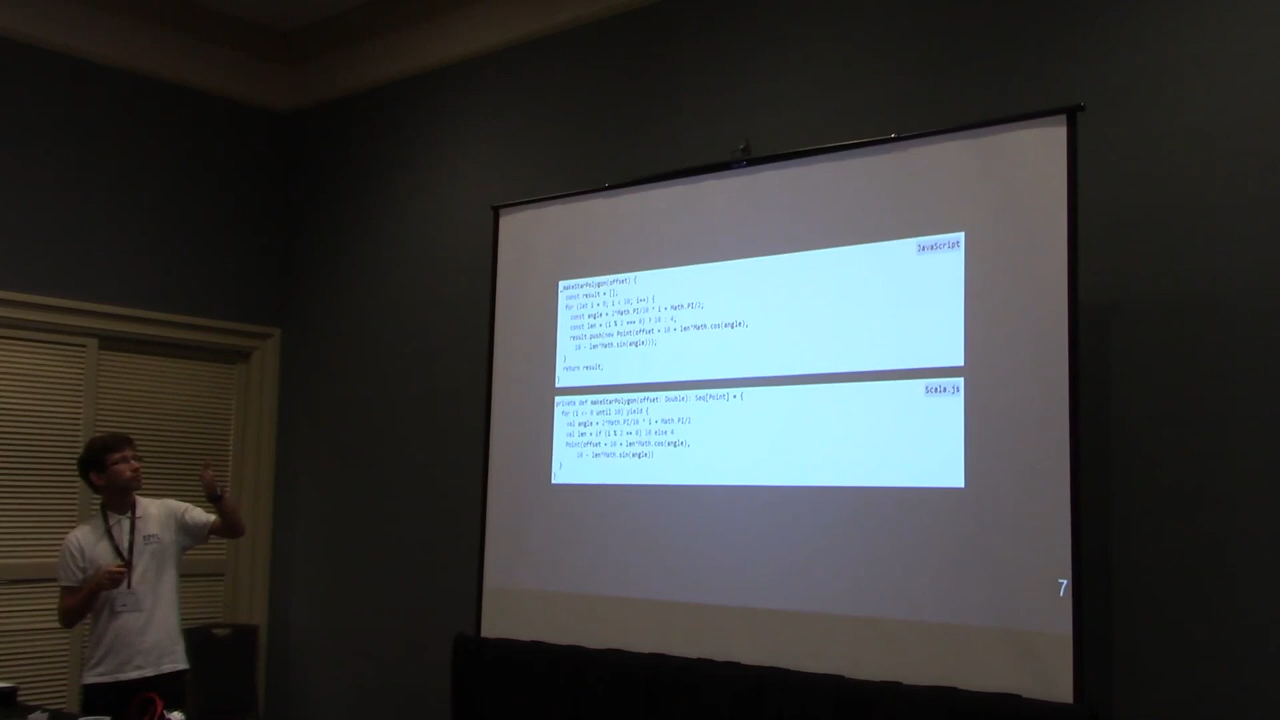 JavaScript
_makeStarPolygon(offset) {
const result = [];
for (let i = 0; i < 10; i++) {
const angle = 2*Math.PI/10 * i + Math.PI/2;
const len = (i % 2 === 0) ? 10 : 4;
result.push(new Point(offset + 10 + len*Math.cos(angle),
10 - len*Math.sin(angle)));
}
return result;
}
Scala.js
private def makeStarPolygon(offset: Double): Seq[Point] = {
for (i <- 0 until 10) yield {
val angle = 2*Math.PI/10 * i + Math.PI/2
val len = if (i % 2 == 0) 10 else 4
Point(offset + 10 + len*Math.cos(angle),
10 - len*Math.sin(angle))
}
}
7
EPFL